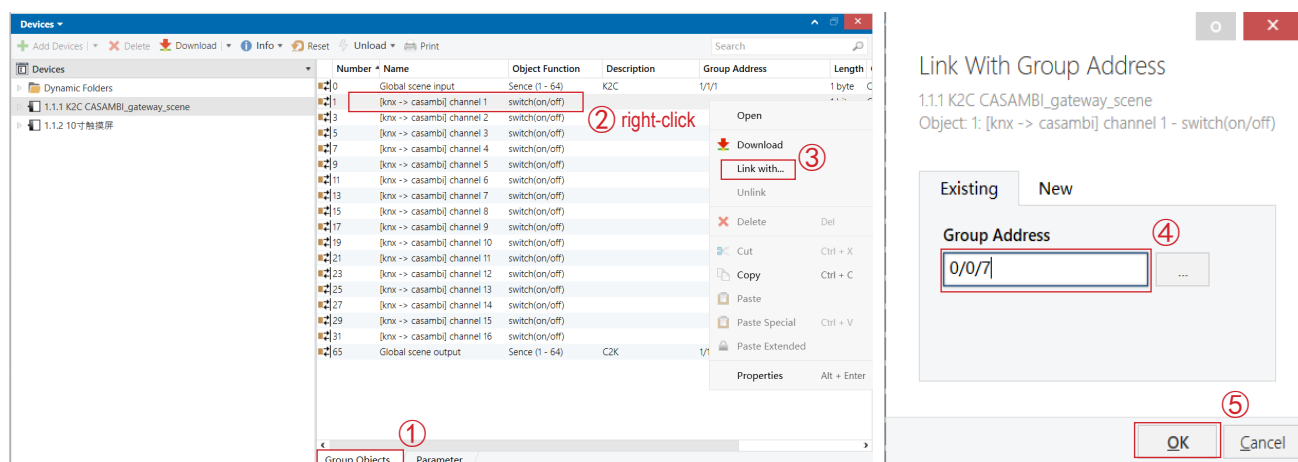 Devices
Add Devices Delete Download Info Reset Unload Print Search
Devices
Dynamic Folders
1.1.1 K2C CASAMBI_gateway_scene
1.1.2 10寸触摸屏
Number Name Object Function Description Group Address Length
0 Global scene input Sence (1 - 64) K2C 1/1/1 1 byte C
1 [knx -> casambi] channel 1 switch(on/off)
3 [knx -> casambi] channel 2 switch(on/off)
5 [knx -> casambi] channel 3 switch(on/off)
7 [knx -> casambi] channel 4 switch(on/off)
9 [knx -> casambi] channel 5 switch(on/off)
11 [knx -> casambi] channel 6 switch(on/off)
13 [knx -> casambi] channel 7 switch(on/off)
15 [knx -> casambi] channel 8 switch(on/off)
17 [knx -> casambi] channel 9 switch(on/off)
19 [knx -> casambi] channel 10 switch(on/off)
21 [knx -> casambi] channel 11 switch(on/off)
23 [knx -> casambi] channel 12 switch(on/off)
25 [knx -> casambi] channel 13 switch(on/off)
27 [knx -> casambi] channel 14 switch(on/off)
29 [knx -> casambi] channel 15 switch(on/off)
31 [knx -> casambi] channel 16 switch(on/off)
65 Global scene output Sence (1 - 64) C2K
② right-click
Open
Download
Link with...
③
Unlink
Delete Del
Cut Ctrl + X
Copy Ctrl + C
Paste
Paste Special Ctrl + V
Paste Extended
Properties Alt + Enter
①
Group Objects Parameter
Link With Group Address
1.1.1 K2C CASAMBI_gateway_scene
Object: 1: [knx -> casambi] channel 1 - switch(on/off)
Existing New
Group Address
④
0/0/7 ...
⑤
OK Cancel